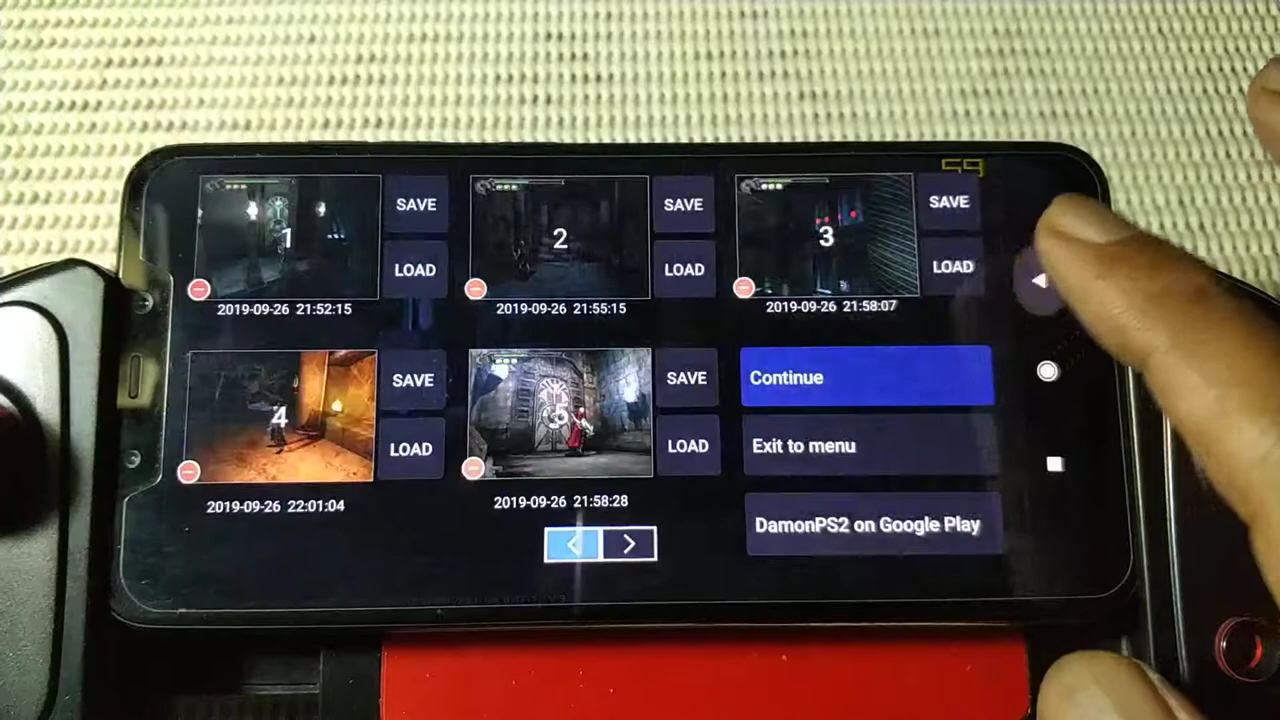 59
1
SAVE
LOAD
2019-09-26 21:52:15
2
SAVE
LOAD
2019-09-26 21:55:15
3
SAVE
LOAD
2019-09-26 21:58:07
4
SAVE
LOAD
2019-09-26 22:01:04
5
SAVE
LOAD
2019-09-26 21:58:28
Continue
Exit to menu
DamonPS2 on Google Play
< >